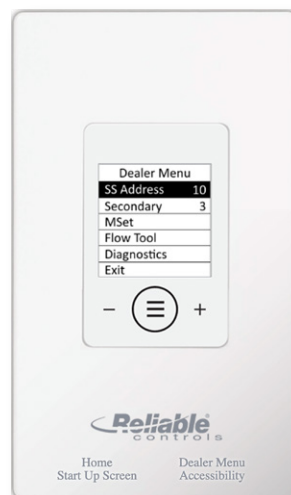 Dealer Menu
SS Address 10
Secondary 3
MSet
Flow Tool
Diagnostics
Exit
− +
Reliable
controls
Home Dealer Menu
Start Up Screen Accessibility